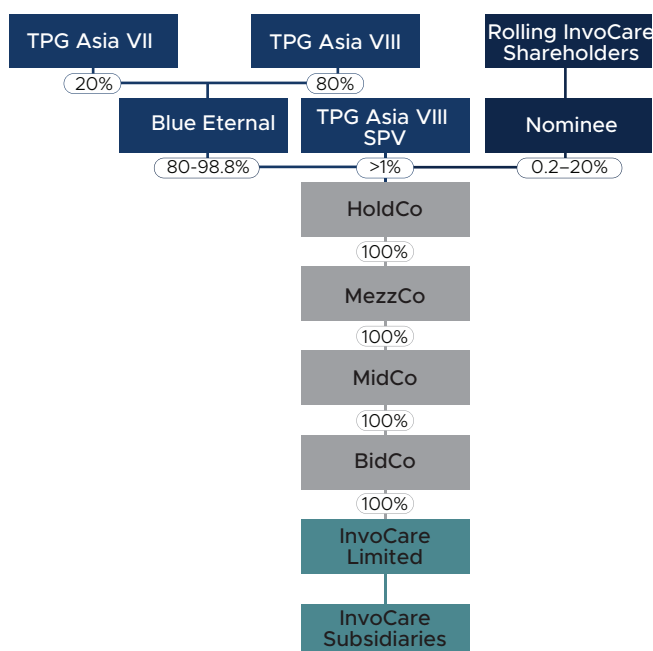 TPG Asia VII
TPG Asia VIII
Rolling InvoCare
Shareholders
20%
80%
Blue Eternal
TPG Asia VIII
SPV
Nominee
80-98.8%
>1%
0.2–20%
HoldCo
100%
MezzCo
100%
MidCo
100%
BidCo
100%
InvoCare
Limited
InvoCare
Subsidiaries